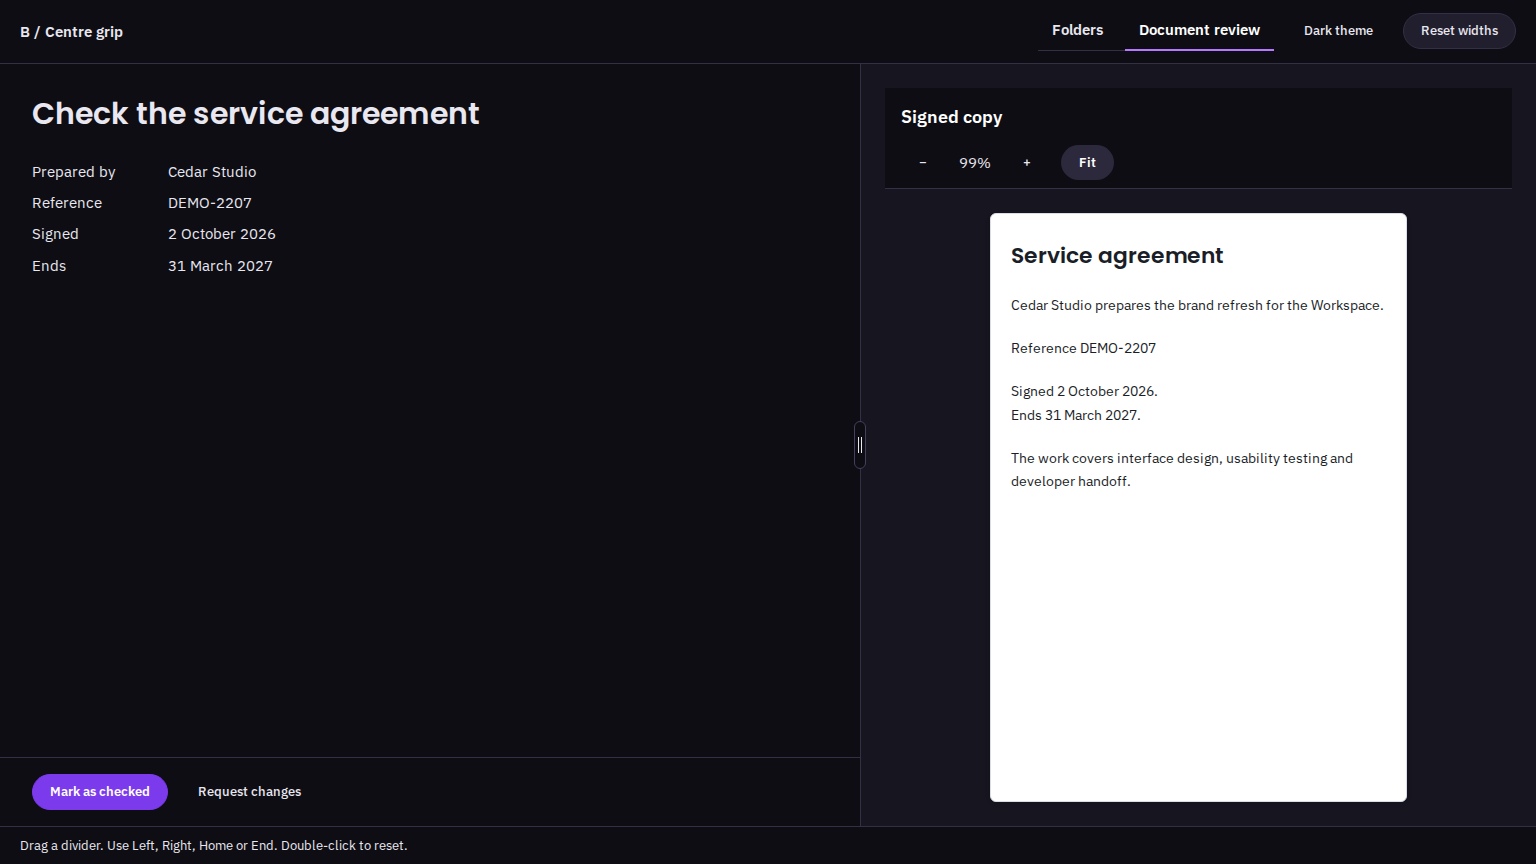 B / Centre grip
Folders
Document review
Dark theme
Reset widths
Check the service agreement
Prepared by Cedar Studio
Reference DEMO-2207
Signed 2 October 2026
Ends 31 March 2027
Mark as checked
Request changes
Signed copy
− 99% + Fit
Service agreement
Cedar Studio prepares the brand refresh for the Workspace.
Reference DEMO-2207
Signed 2 October 2026.
Ends 31 March 2027.
The work covers interface design, usability testing and
developer handoff.
Drag a divider. Use Left, Right, Home or End. Double-click to reset.